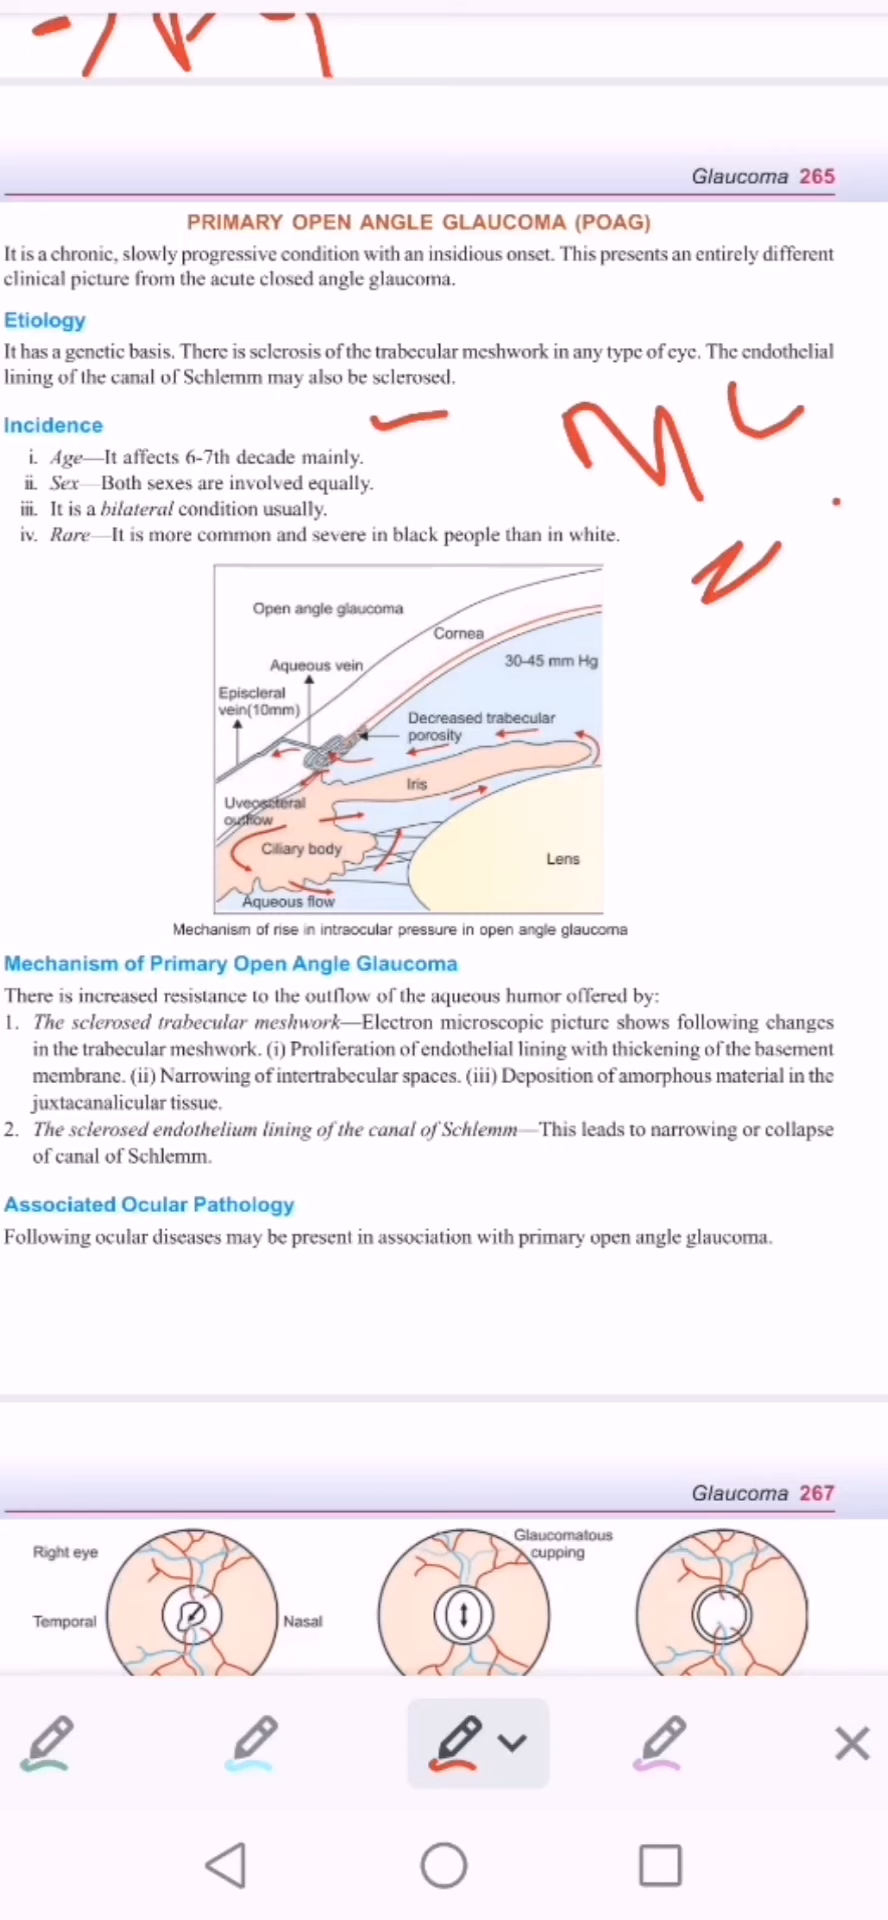 Glaucoma 265
PRIMARY OPEN ANGLE GLAUCOMA (POAG)
It is a chronic, slowly progressive condition with an insidious onset. This presents an entirely different
clinical picture from the acute closed angle glaucoma.
Etiology
It has a genetic basis. There is sclerosis of the trabecular meshwork in any type of eye. The endothelial
lining of the canal of Schlemm may also be sclerosed.
Incidence
i. Age—It affects 6-7th decade mainly.
ii. Sex—Both sexes are involved equally.
iii. It is a bilateral condition usually.
iv. Rare—It is more common and severe in black people than in white.
Open angle glaucoma
Cornea
30-45 mm Hg
Aqueous vein
Episcleral
vein(10mm)
Decreased trabecular
porosity
Iris
Uveoscleral
outflow
Ciliary body
Lens
Aqueous flow
Mechanism of rise in intraocular pressure in open angle glaucoma
Mechanism of Primary Open Angle Glaucoma
There is increased resistance to the outflow of the aqueous humor offered by:
1. The sclerosed trabecular meshwork—Electron microscopic picture shows following changes
in the trabecular meshwork. (i) Proliferation of endothelial lining with thickening of the basement
membrane. (ii) Narrowing of intertrabecular spaces. (iii) Deposition of amorphous material in the
juxtacanalicular tissue.
2. The sclerosed endothelium lining of the canal of Schlemm—This leads to narrowing or collapse
of canal of Schlemm.
Associated Ocular Pathology
Following ocular diseases may be present in association with primary open angle glaucoma.
Glaucoma 267
Right eye
Glaucomatous
cupping
Temporal
Nasal